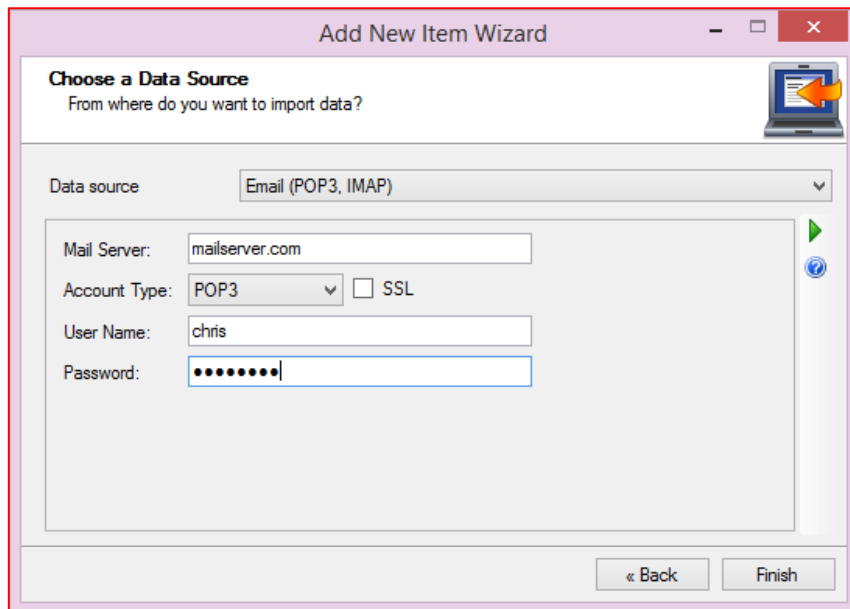 Add New Item Wizard
Choose a Data Source
From where do you want to import data?
Data source Email (POP3, IMAP)
Mail Server: mailserver.com
Account Type: POP3 SSL
User Name: chris
Password: ●●●●●●●●
« Back Finish